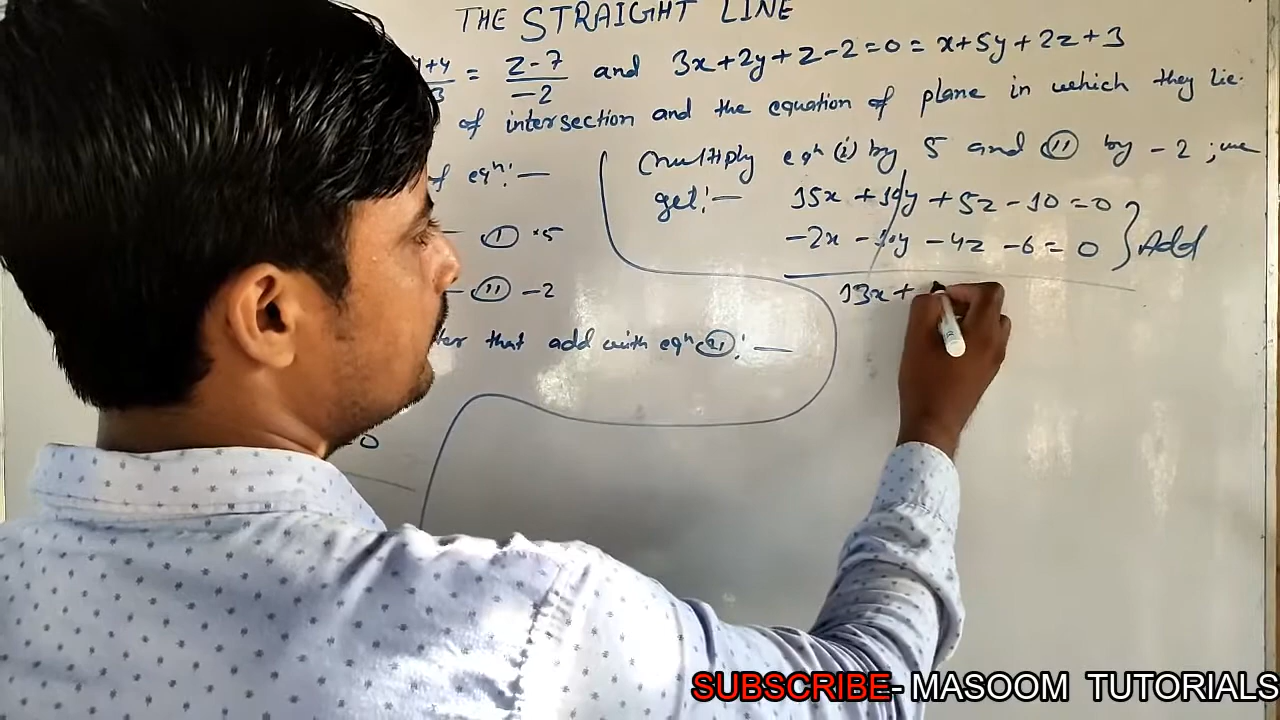 THE STRAIGHT LINE
y+4/3 = z-7/-2 and 3x+2y+z-2=0=x+5y+2z+3
of intersection and the equation of plane in which they lie.
of eqn:—
— (I) ×5
— (II) -2
that add with eqn :—
=0
multiply eqn (i) by 5 and (II) by -2 ; we
get:— 15x+10y+5z-10=0
-2x-10y-4z-6=0 } Add
13x+
SUBSCRIBE- MASOOM TUTORIALS